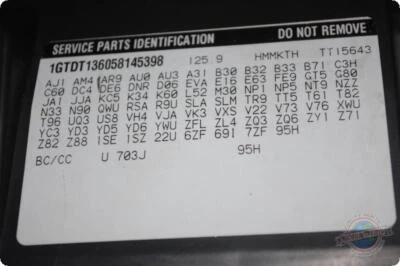 SERVICE PARTS IDENTIFICATION DO NOT REMOVE
1GTDT136058145398 125.9 HMMKTH TT15643
AJ1 AM4 AR9 AU0 AU3 A31 B30 B32 B33 B71 C3H
C60 DC4 DE6 DNR D06 EVA E16 E63 FE9 GT5 G80
JA1 JJA KC5 K34 K60 L52 M30 NP1 NP5 NT9 NZZ
N33 N90 QWU RSA R9U SLA SLM TR9 TT5 T61 T82
T96 UQ3 US8 VH4 VJA VK3 VXS V22 V73 V76 XWU
YC3 YD3 YD5 YD6 YWU ZFL ZL4 ZQ3 ZQ6 ZY1 Z71
Z82 Z88 1SE 1SZ 22U 6ZF 691 7ZF 95H
BC/CC U 703J 95H